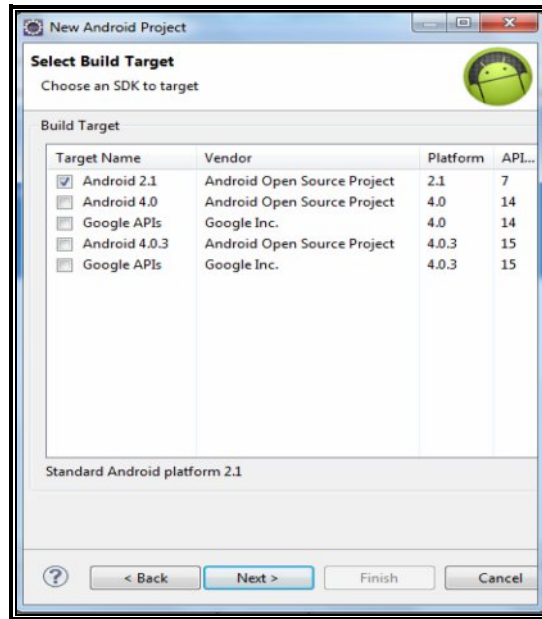 New Android Project
Select Build Target
Choose an SDK to target
Build Target
Target Name Vendor Platform API...
Android 2.1 Android Open Source Project 2.1 7
Android 4.0 Android Open Source Project 4.0 14
Google APIs Google Inc. 4.0 14
Android 4.0.3 Android Open Source Project 4.0.3 15
Google APIs Google Inc. 4.0.3 15
Standard Android platform 2.1
? < Back Next > Finish Cancel